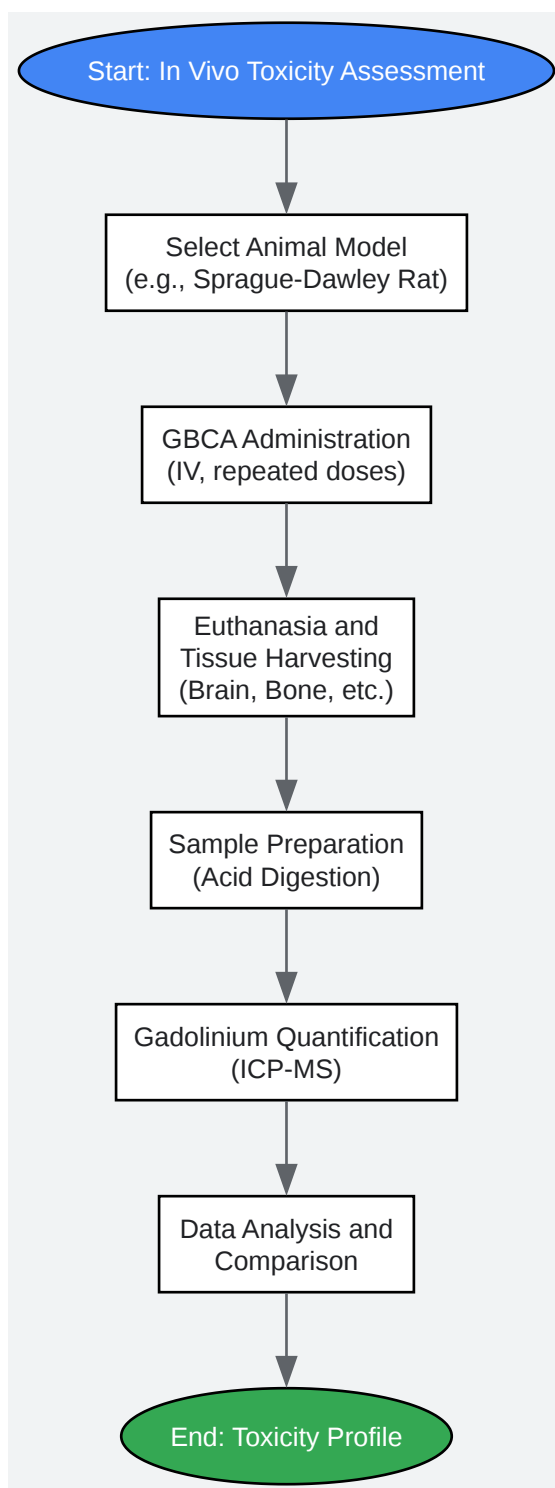 Start: In Vivo Toxicity Assessment
Select Animal Model
(e.g., Sprague-Dawley Rat)
GBCA Administration
(IV, repeated doses)
Euthanasia and
Tissue Harvesting
(Brain, Bone, etc.)
Sample Preparation
(Acid Digestion)
Gadolinium Quantification
(ICP-MS)
Data Analysis and
Comparison
End: Toxicity Profile